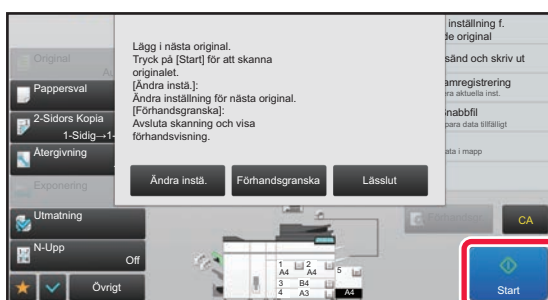 Original
Pappersval
2-Sidors Kopia
1-Sidig→1-
Återgivning
Exponering
Utmatning
N-Upp
Off
Övrigt
Lägg i nästa original.
Tryck på [Start] för att skanna
originalet.
[Ändra instä.]:
Ändra inställning för nästa original.
[Förhandsgranska]:
Avsluta skanning och visa
förhandsvisning.
Ändra instä.
Förhandsgranska
Lässlut
1
A4
2
A4
3
B4
4
A3
5
A4
inställning f.
de original
sänd och skriv ut
amregistrering
ra aktuella inst.
nabbfil
para data tillfälligt
ata i mapp
CA
Start